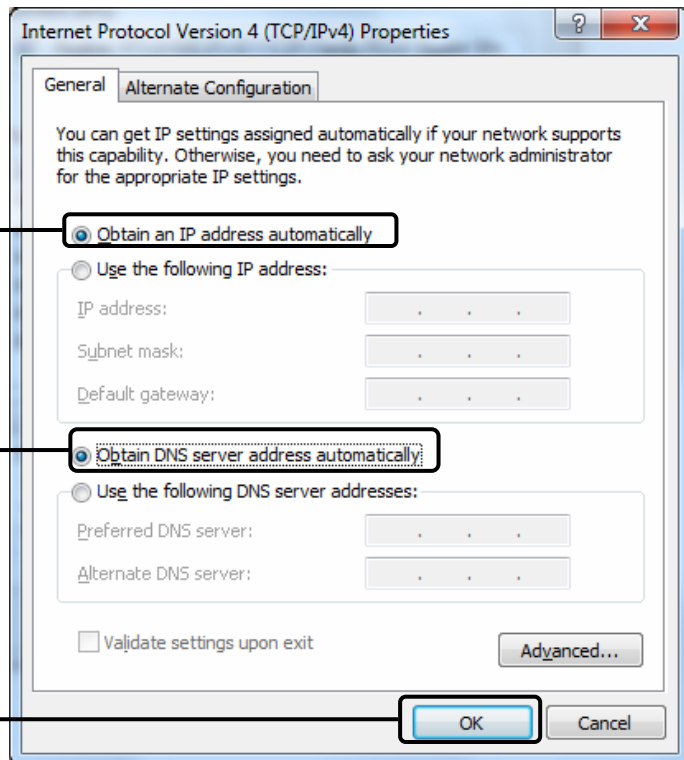 Internet Protocol Version 4 (TCP/IPv4) Properties
General
Alternate Configuration
You can get IP settings assigned automatically if your network supports
this capability. Otherwise, you need to ask your network administrator
for the appropriate IP settings.
Obtain an IP address automatically
Use the following IP address:
IP address:
Subnet mask:
Default gateway:
Obtain DNS server address automatically
Use the following DNS server addresses:
Preferred DNS server:
Alternate DNS server:
Validate settings upon exit
Advanced...
OK
Cancel